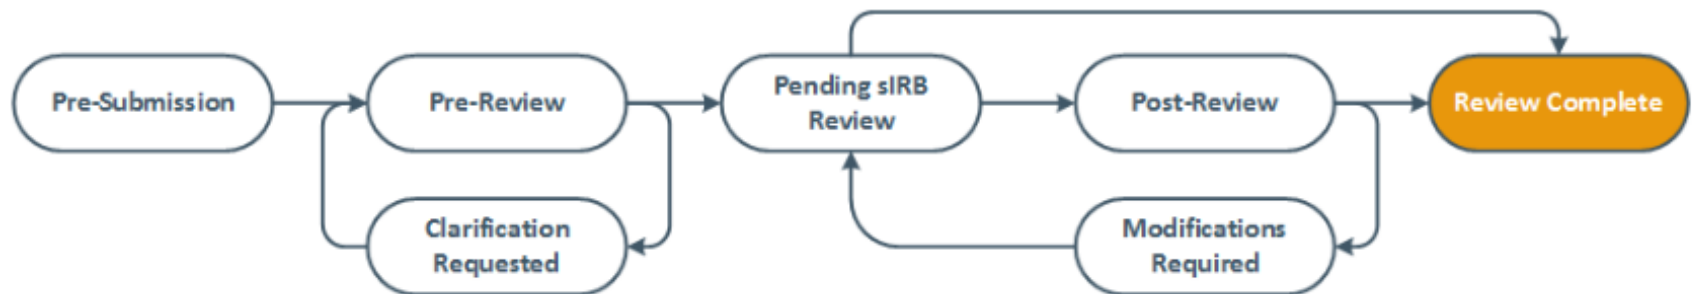 Pre-Submission
Pre-Review
Pending sIRB
Review
Post-Review
Review Complete
Clarification
Requested
Modifications
Required